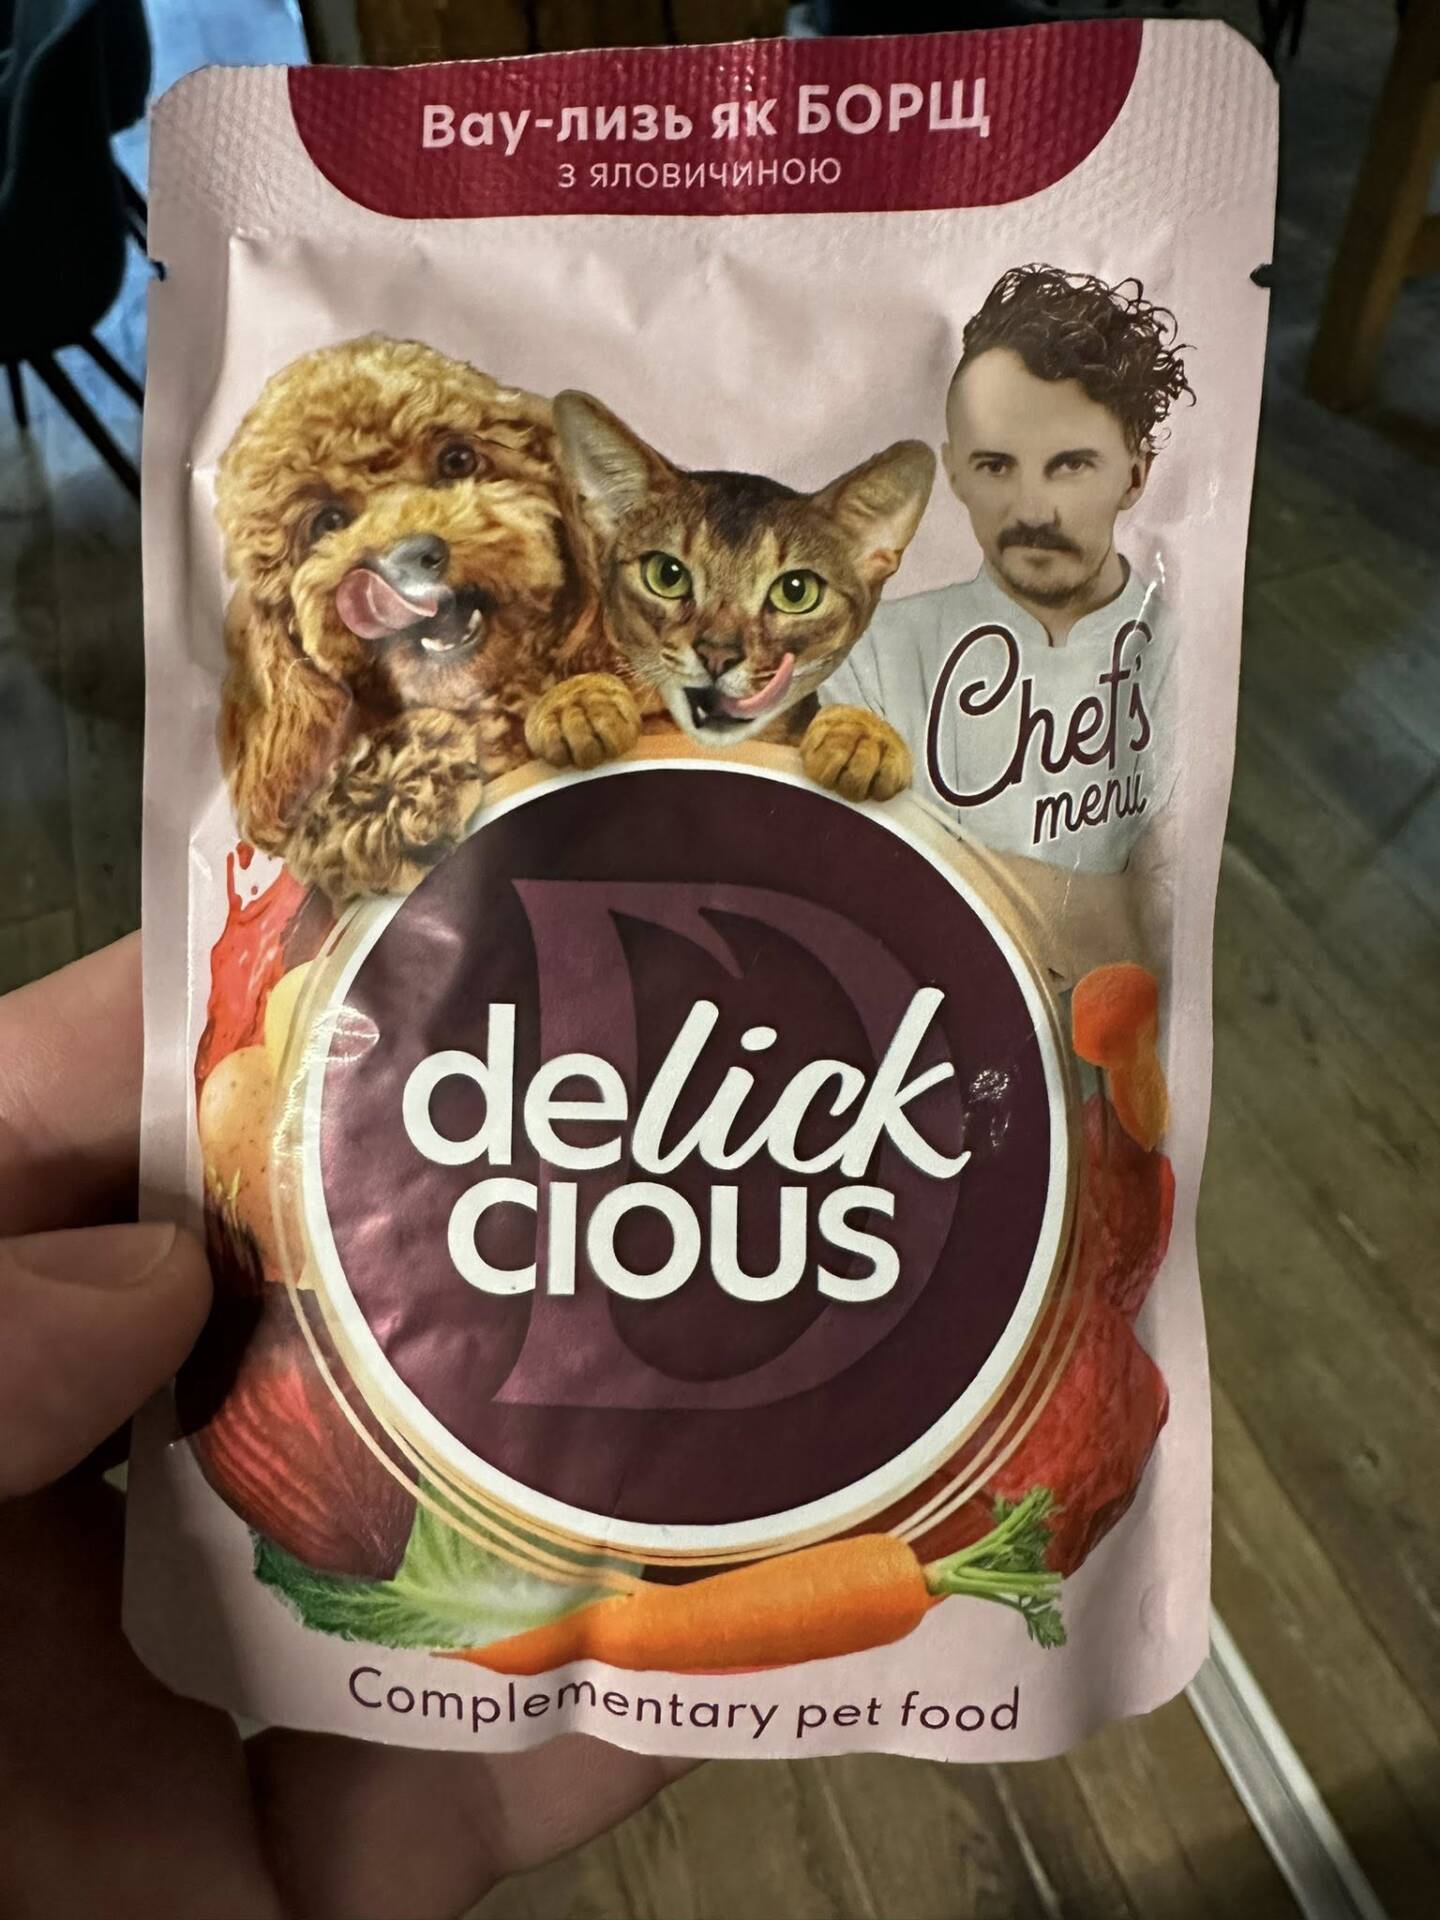 Вау-лизь як БОРЩ
з яловичиною
Chef's
menu
delick
cious
Complementary pet food